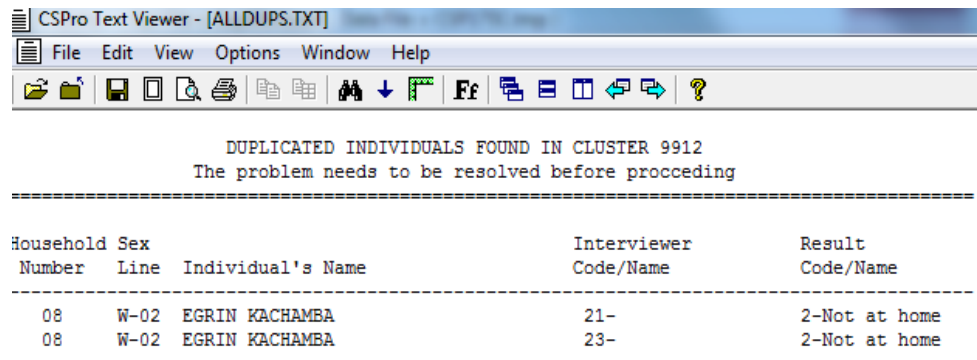 CSPro Text Viewer - [ALLDUPS.TXT]
File Edit View Options Window Help
Ff
DUPLICATED INDIVIDUALS FOUND IN CLUSTER 9912
The problem needs to be resolved before procceding
Household Sex Interviewer Result
Number Line Individual's Name Code/Name Code/Name
08 W-02 EGRIN KACHAMBA 21- 2-Not at home
08 W-02 EGRIN KACHAMBA 23- 2-Not at home